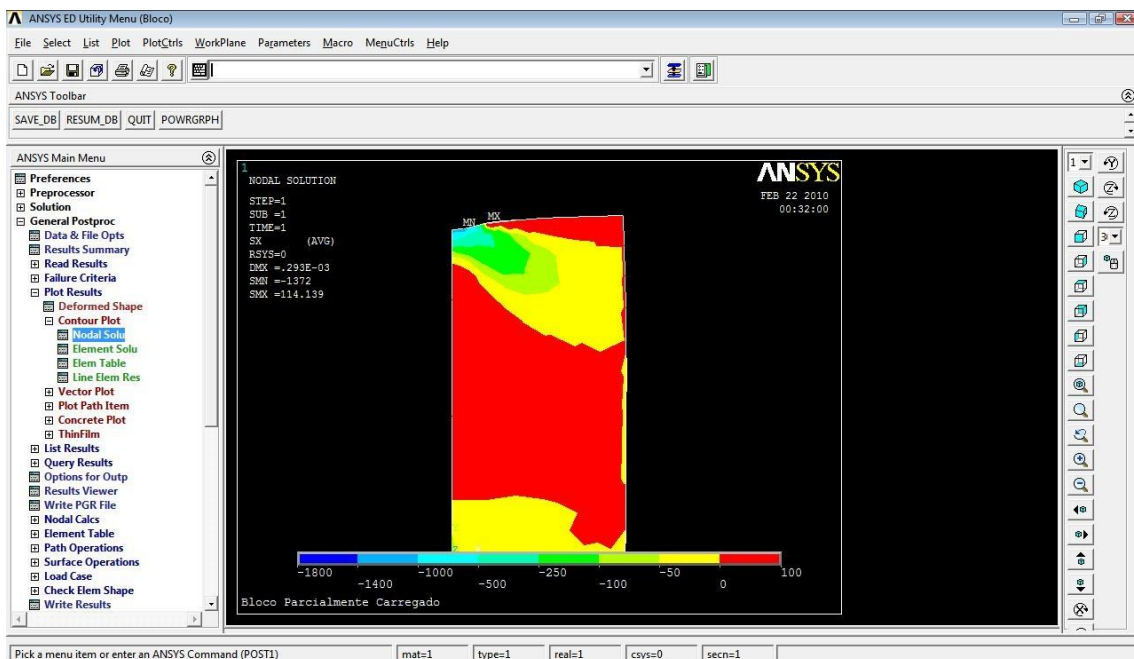 ANSYS ED Utility Menu (Bloco)
File Select List Plot PlotCtrls WorkPlane Parameters Macro MenuCtrls Help
ANSYS Toolbar
SAVE_DB RESUM_DB QUIT POWRGRPH
ANSYS Main Menu
Preferences
Preprocessor
Solution
General Postproc
Data & File Opts
Results Summary
Read Results
Failure Criteria
Plot Results
Deformed Shape
Contour Plot
Nodal Solu
Element Solu
Elem Table
Line Elem Res
Vector Plot
Plot Path Item
Concrete Plot
ThinFilm
List Results
Query Results
Options for Outp
Results Viewer
Write PGR File
Nodal Calcs
Element Table
Path Operations
Surface Operations
Load Case
Check Elem Shape
Write Results
1
NODAL SOLUTION
STEP=1
SUB =1
TIME=1
SX (AVG)
RSYS=0
DMX =.293E-03
SMN =-1372
SMX =114.139
ANSYS
FEB 22 2010
00:32:00
MN MX
-1800 -1000 -250 -50 100
-1400 -500 -100 0
Bloco Parcialmente Carregado
1
Pick a menu item or enter an ANSYS Command (POST1) mat=1 type=1 real=1 csys=0 secn=1